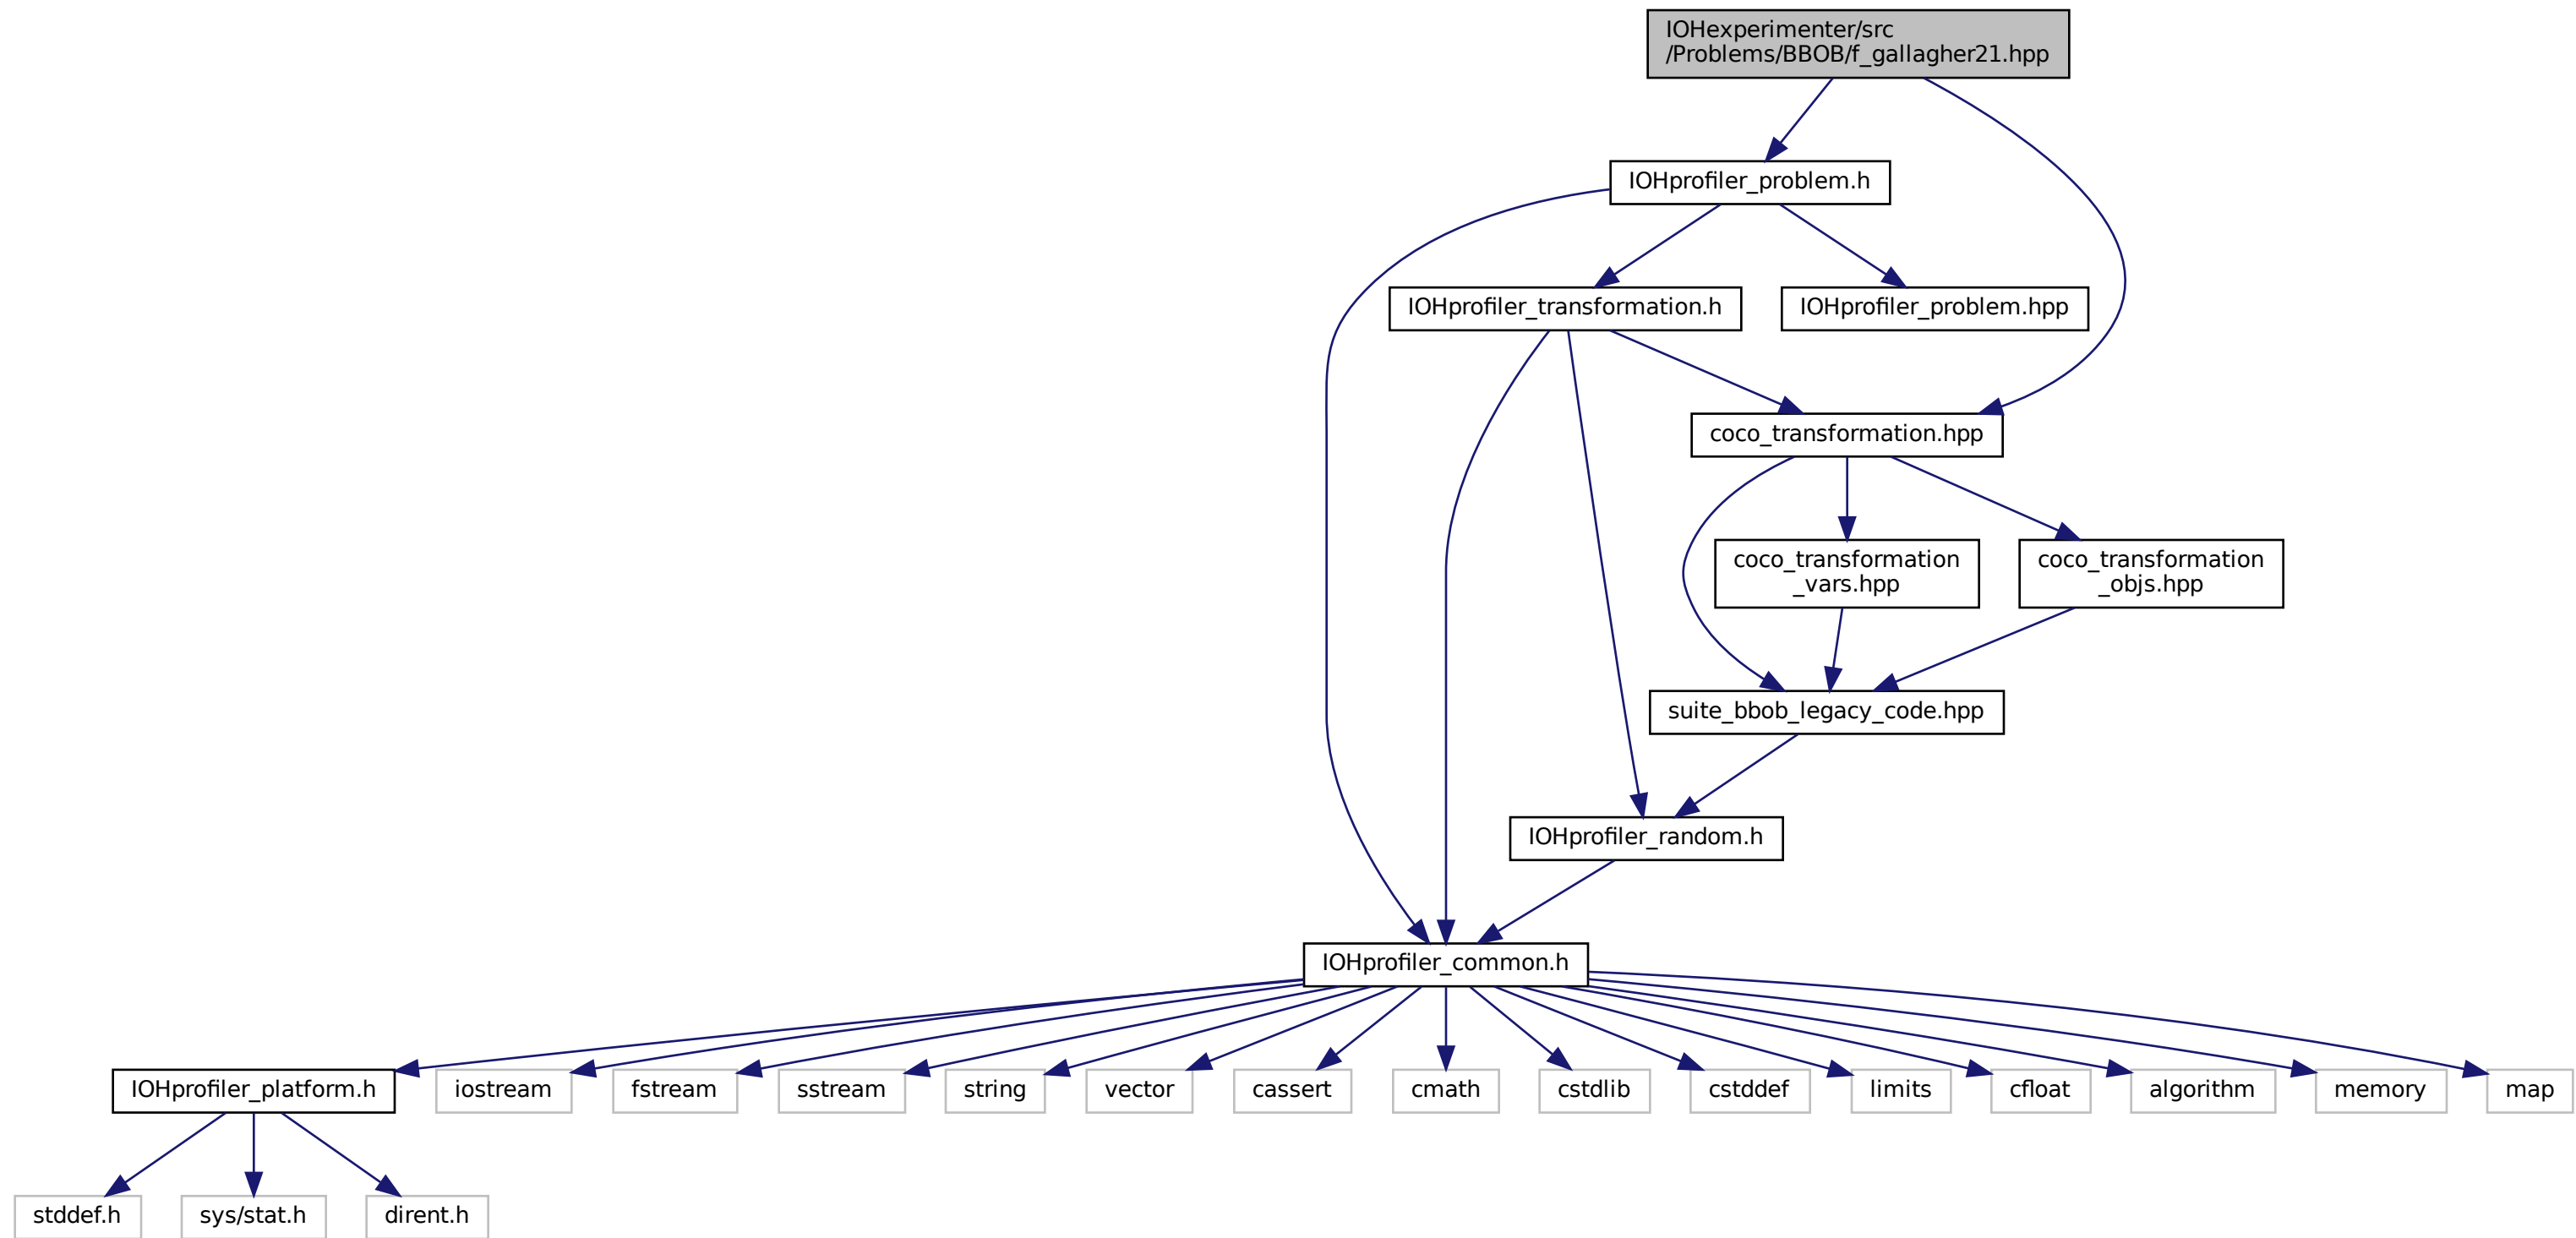 IOHexperimenter/src
/Problems/BBOB/f_gallagher21.hpp
IOHprofiler_problem.h
IOHprofiler_transformation.h
IOHprofiler_problem.hpp
coco_transformation.hpp
coco_transformation
_vars.hpp
coco_transformation
_objs.hpp
suite_bbob_legacy_code.hpp
IOHprofiler_random.h
IOHprofiler_common.h
IOHprofiler_platform.h
iostream
fstream
sstream
string
vector
cassert
cmath
cstdlib
cstddef
limits
cfloat
algorithm
memory
map
stddef.h
sys/stat.h
dirent.h